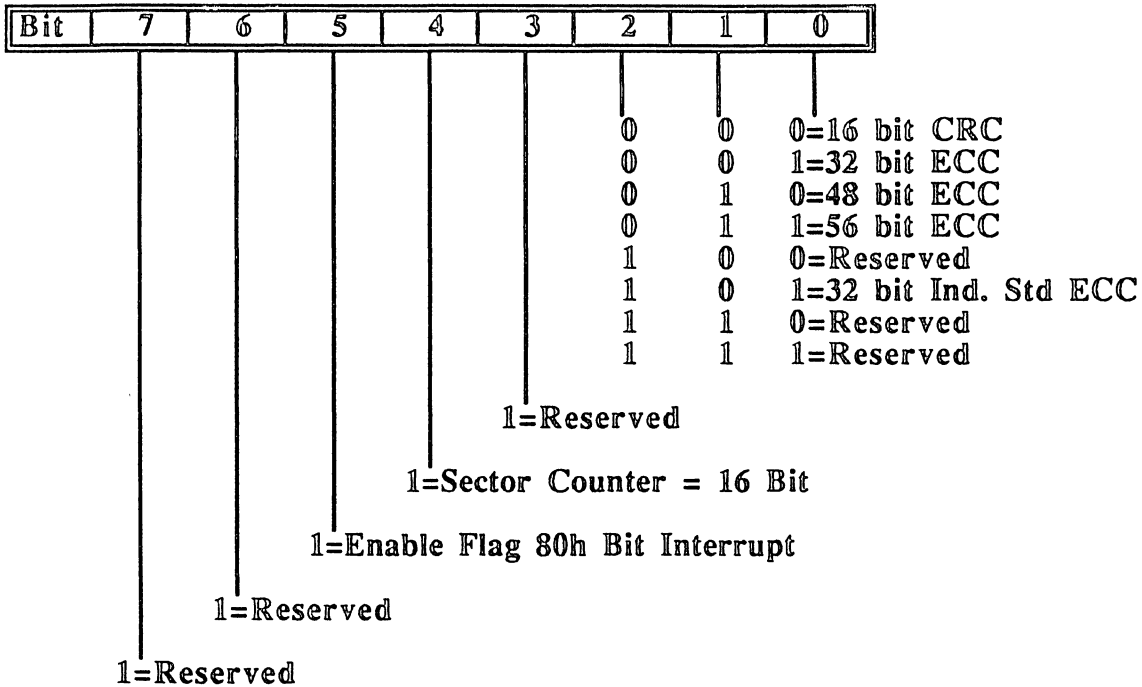 Bit 7 6 5 4 3 2 1 0
0 0 0=16 bit CRC
0 0 1=32 bit ECC
0 1 0=48 bit ECC
0 1 1=56 bit ECC
1 0 0=Reserved
1 0 1=32 bit Ind. Std ECC
1 1 0=Reserved
1 1 1=Reserved
1=Reserved
1=Sector Counter = 16 Bit
1=Enable Flag 80h Bit Interrupt
1=Reserved
1=Reserved